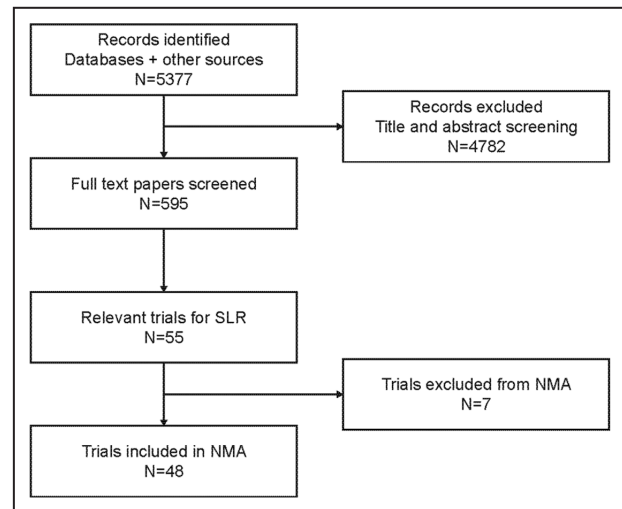 Records identified
Databases + other sources
N=5377
Records excluded
Title and abstract screening
N=4782
Full text papers screened
N=595
Relevant trials for SLR
N=55
Trials excluded from NMA
N=7
Trials included in NMA
N=48